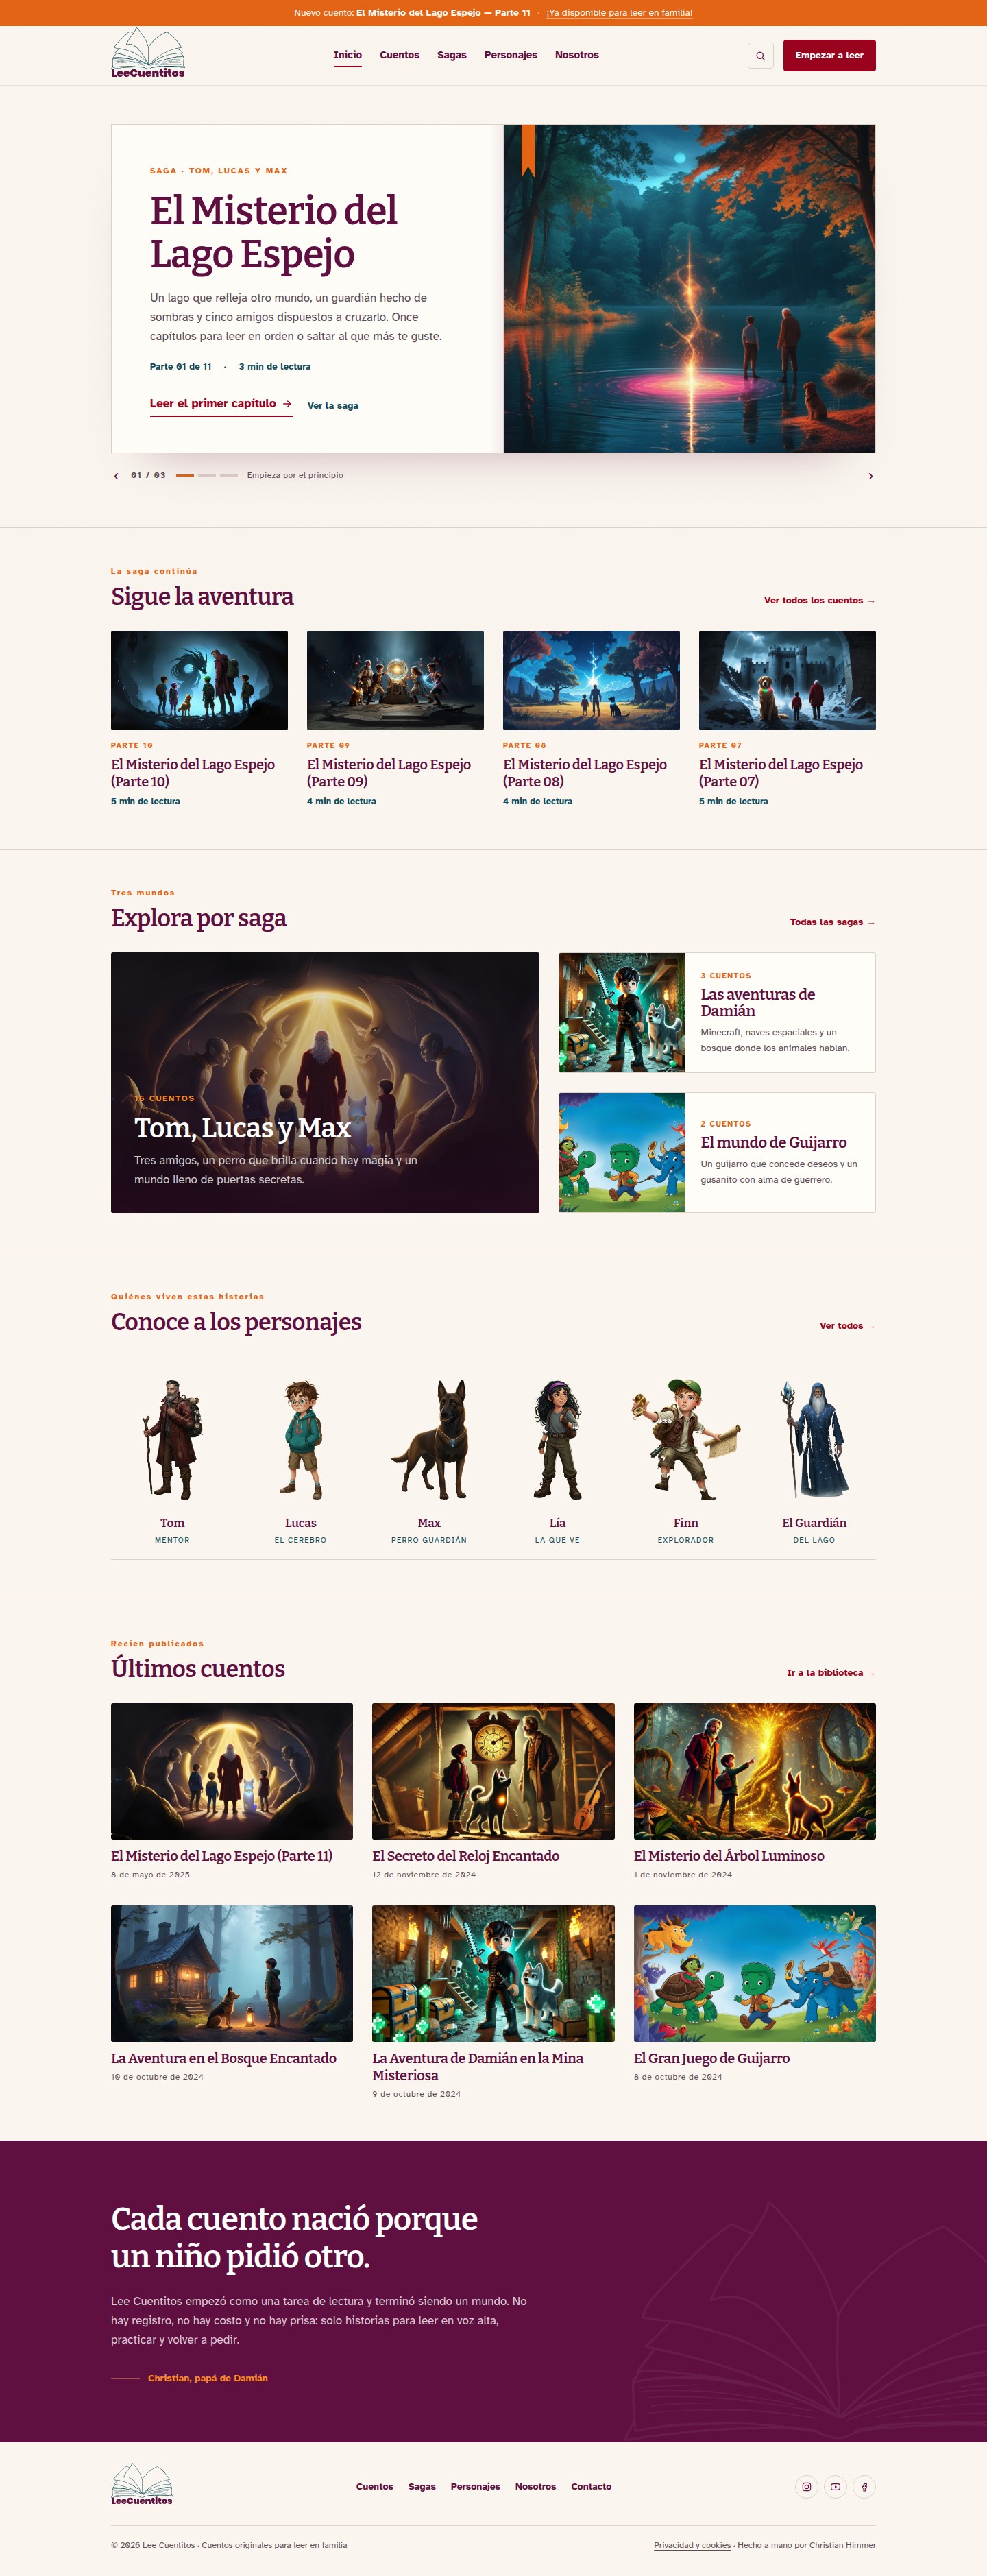 Nuevo cuento: El Misterio del Lago Espejo — Parte 11 · ¡Ya disponible para leer en familia!
LeeCuentitos
Inicio Cuentos Sagas Personajes Nosotros
Empezar a leer
SAGA · TOM, LUCAS Y MAX
El Misterio del
Lago Espejo
Un lago que refleja otro mundo, un guardián hecho de
sombras y cinco amigos dispuestos a cruzarlo. Once
capítulos para leer en orden o saltar al que más te guste.
Parte 01 de 11 · 3 min de lectura
Leer el primer capítulo →
Ver la saga
‹ 01 / 03 Empieza por el principio ›
La saga continúa
Sigue la aventura
Ver todos los cuentos →
PARTE 10
El Misterio del Lago Espejo
(Parte 10)
5 min de lectura
PARTE 09
El Misterio del Lago Espejo
(Parte 09)
4 min de lectura
PARTE 08
El Misterio del Lago Espejo
(Parte 08)
4 min de lectura
PARTE 07
El Misterio del Lago Espejo
(Parte 07)
5 min de lectura
Tres mundos
Explora por saga
Todas las sagas →
15 CUENTOS
Tom, Lucas y Max
Tres amigos, un perro que brilla cuando hay magia y un
mundo lleno de puertas secretas.
3 CUENTOS
Las aventuras de
Damián
Minecraft, naves espaciales y un
bosque donde los animales hablan.
2 CUENTOS
El mundo de Guijarro
Un guijarro que concede deseos y un
gusanito con alma de guerrero.
Quiénes viven estas historias
Conoce a los personajes
Ver todos →
Tom
MENTOR
Lucas
EL CEREBRO
Max
PERRO GUARDIÁN
Lía
LA QUE VE
Finn
EXPLORADOR
El Guardián
DEL LAGO
Recién publicados
Últimos cuentos
Ir a la biblioteca →
El Misterio del Lago Espejo (Parte 11)
8 de mayo de 2025
El Secreto del Reloj Encantado
12 de noviembre de 2024
El Misterio del Árbol Luminoso
1 de noviembre de 2024
La Aventura en el Bosque Encantado
10 de octubre de 2024
La Aventura de Damián en la Mina
Misteriosa
9 de octubre de 2024
El Gran Juego de Guijarro
8 de octubre de 2024
Cada cuento nació porque
un niño pidió otro.
Lee Cuentitos empezó como una tarea de lectura y terminó siendo un mundo. No
hay registro, no hay costo y no hay prisa: solo historias para leer en voz alta,
practicar y volver a pedir.
Christian, papá de Damián
LeeCuentitos
Cuentos Sagas Personajes Nosotros Contacto
© 2026 Lee Cuentitos · Cuentos originales para leer en familia
Privacidad y cookies · Hecho a mano por Christian Himmer